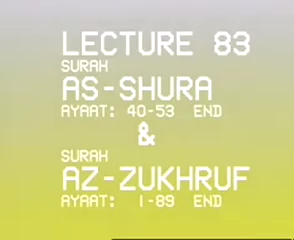 LECTURE 83
SURAH
AS-SHURA
AYAAT: 40-53 END
&
SURAH
AZ-ZUKHRUF
AYAAT: 1-89 END